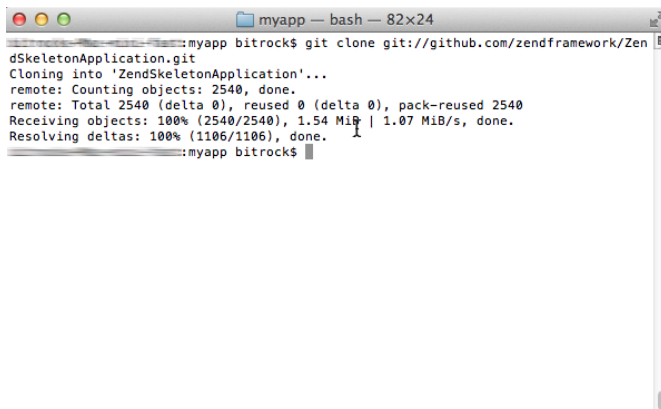 myapp — bash — 82×24
:myapp bitrock$ git clone git://github.com/zendframework/Zen
dSkeletonApplication.git
Cloning into 'ZendSkeletonApplication'...
remote: Counting objects: 2540, done.
remote: Total 2540 (delta 0), reused 0 (delta 0), pack-reused 2540
Receiving objects: 100% (2540/2540), 1.54 MiB | 1.07 MiB/s, done.
Resolving deltas: 100% (1106/1106), done.
:myapp bitrock$